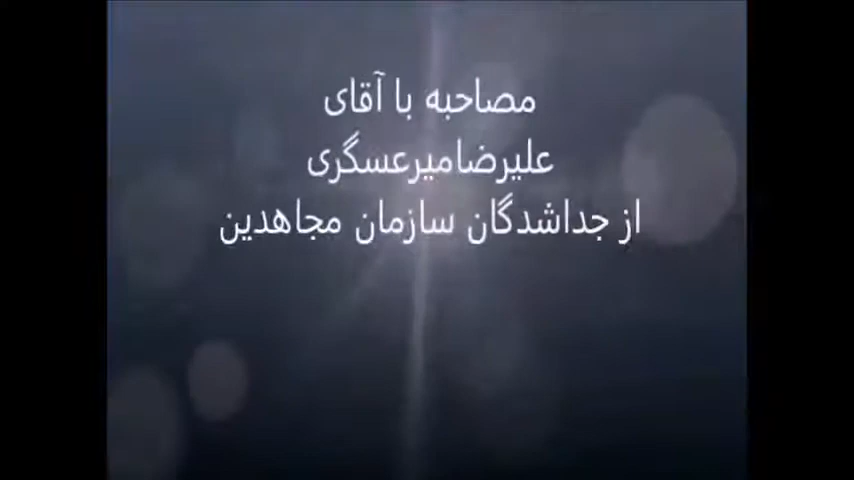 مصاحبه با آقای
علیرضامیرعسگری
از جداشدگان سازمان مجاهدین